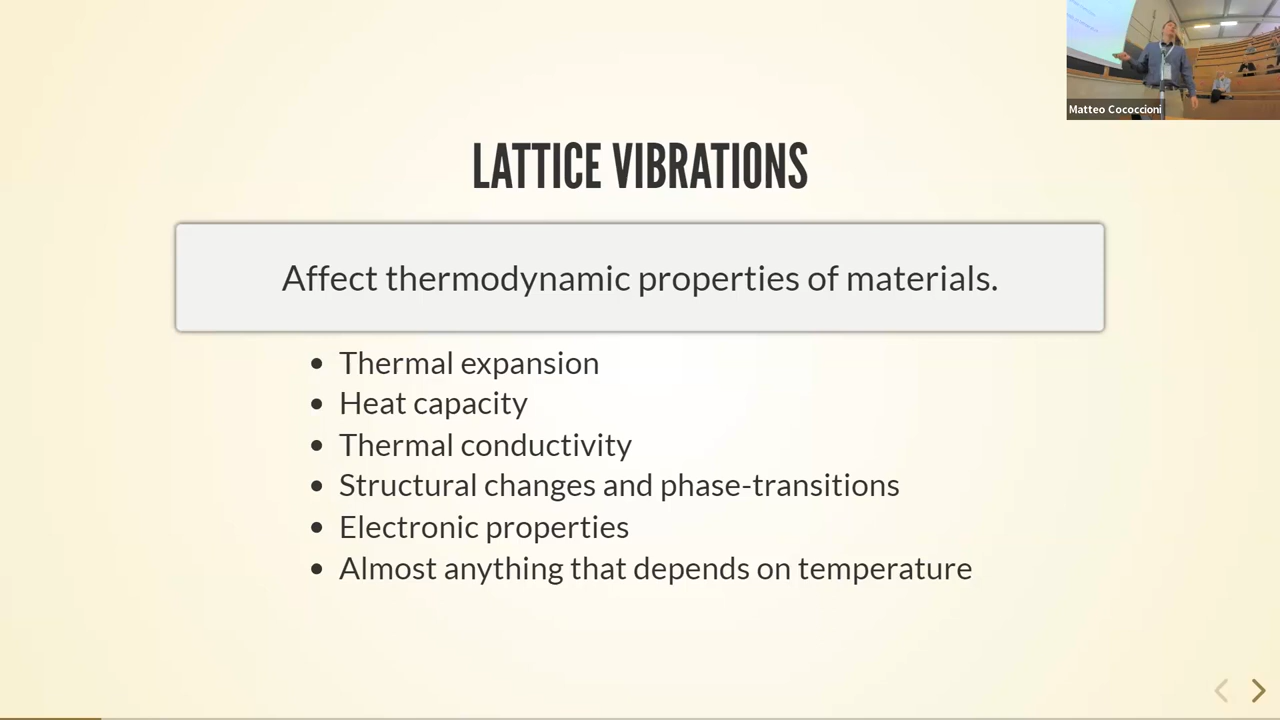 Matteo Cococcioni
LATTICE VIBRATIONS
Affect thermodynamic properties of materials.
• Thermal expansion
• Heat capacity
• Thermal conductivity
• Structural changes and phase-transitions
• Electronic properties
• Almost anything that depends on temperature